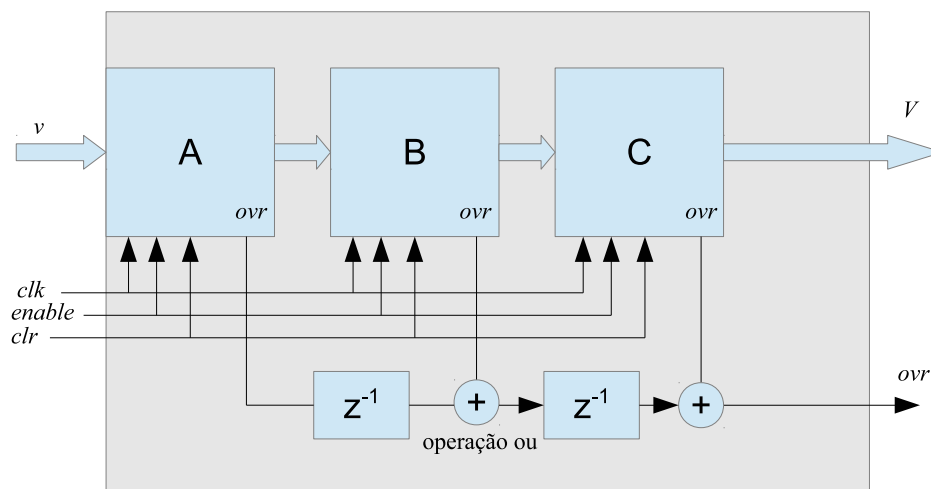 v
A
B
C
V
ovr
ovr
ovr
clk
enable
clr
z⁻¹
+
z⁻¹
+
ovr
operação ou